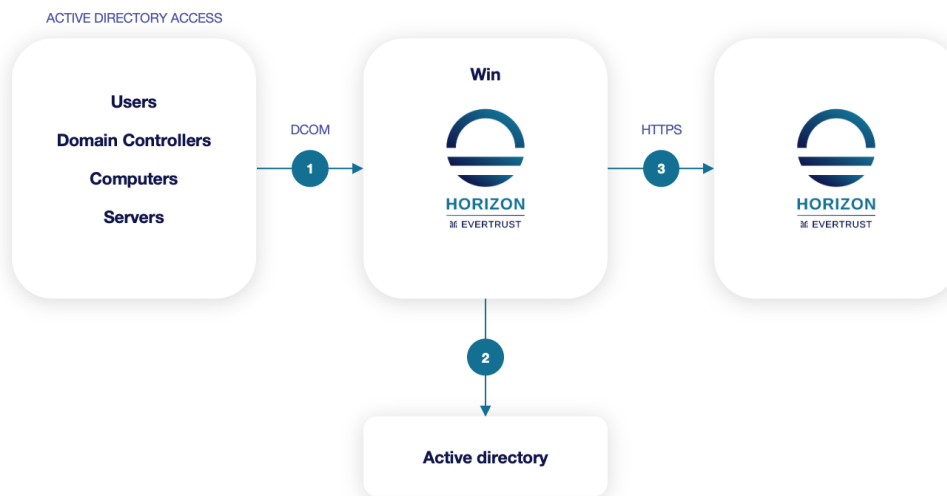 ACTIVE DIRECTORY ACCESS
Users
Domain Controllers
Computers
Servers
DCOM
1
Win
HORIZON
EVERTRUST
HTTPS
3
HORIZON
EVERTRUST
2
Active directory